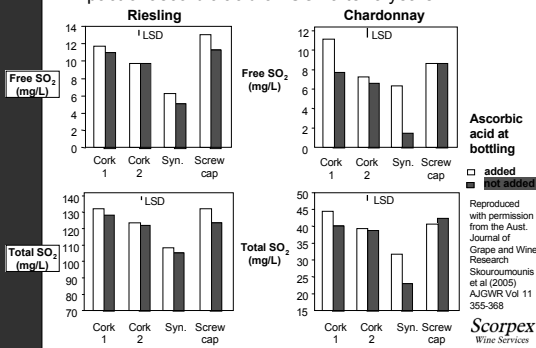 Riesling
Chardonnay
LSD
14
12
10
8
6
4
2
0
Free SO2
(mg/L)
Cork
1
Cork
2
Syn.
Screw
cap
LSD
12
10
8
6
4
2
0
Free SO2
(mg/L)
Cork
1
Cork
2
Syn.
Screw
cap
Ascorbic
acid at
bottling
added
not added
LSD
140
130
120
110
100
90
80
70
Total SO2
(mg/L)
Cork
1
Cork
2
Syn.
Screw
cap
LSD
50
45
40
35
30
25
20
15
Total SO2
(mg/L)
Cork
1
Cork
2
Syn.
Screw
cap
Reproduced
with permission
from the Aust.
Journal of
Grape and Wine
Research
Skouroumounis
et al (2005)
AJGWR Vol 11
355-368
Scorpex
Wine Services